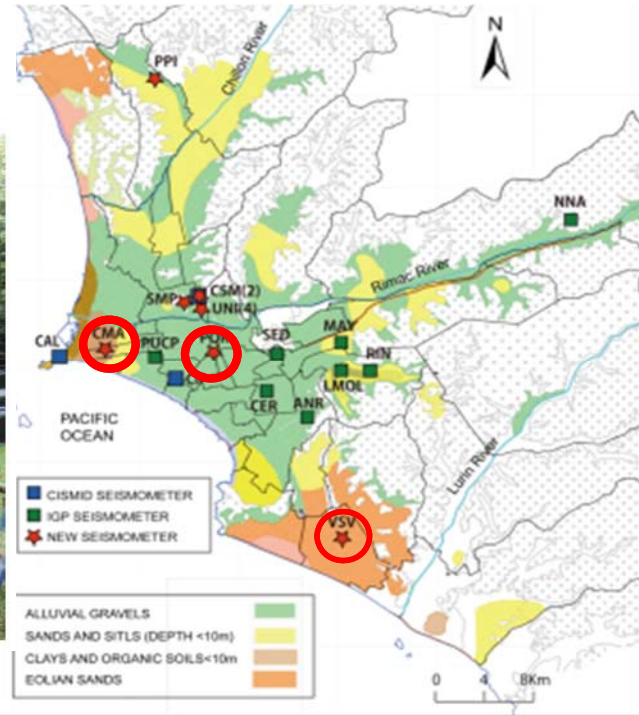 N
PPI
Chillon River
NNA
Rimac River
CSM(2)
SMP
UNI(4)
CAL
CMA
PUCP
SED
MAY
RIN
LMOL
CER
ANR
PACIFIC
OCEAN
Lurin River
VSV
CISMID SEISMOMETER
IGP SEISMOMETER
NEW SEISMOMETER
ALLUVIAL GRAVELS
SANDS AND SITLS (DEPTH <10m)
CLAYS AND ORGANIC SOILS<10m
EOLIAN SANDS
0 4 8Km